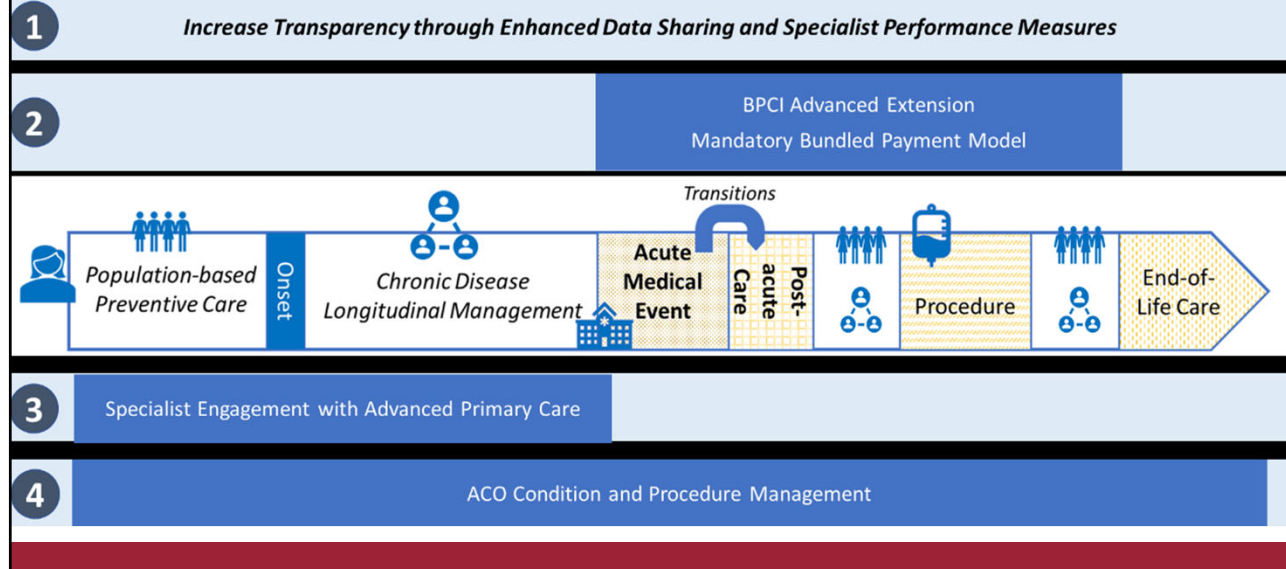 1
Increase Transparency through Enhanced Data Sharing and Specialist Performance Measures
2
BPCI Advanced Extension
Mandatory Bundled Payment Model
Transitions
Population-based
Preventive Care
Onset
Chronic Disease
Longitudinal Management
Acute
Medical
Event
Post-
acute
Care
Procedure
End-of-
Life Care
3
Specialist Engagement with Advanced Primary Care
4
ACO Condition and Procedure Management